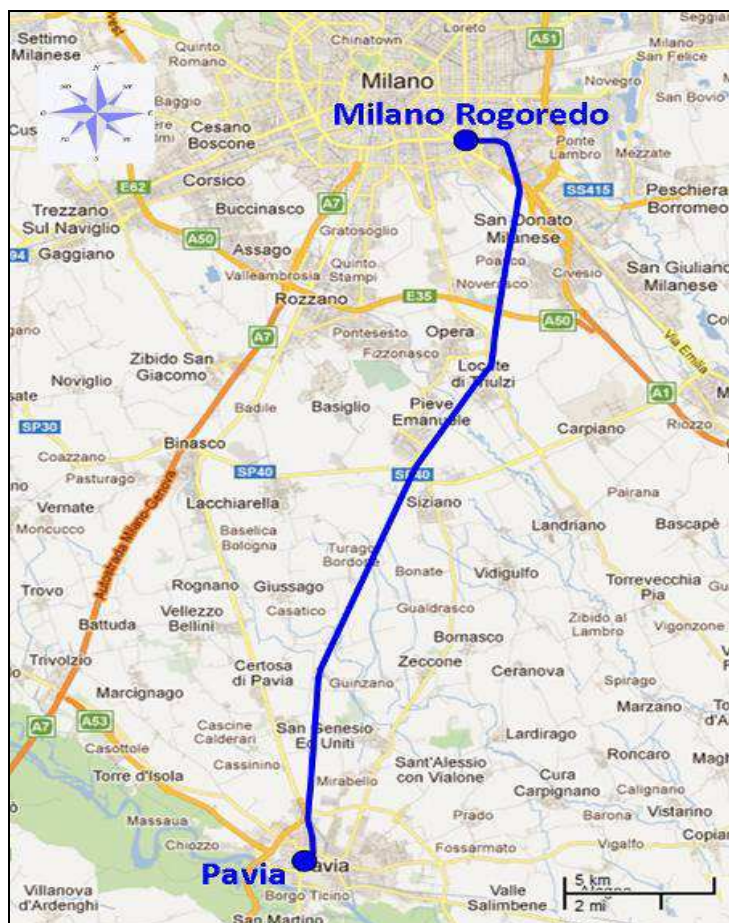 Settimo
Milanese
Quinto
Romano
Chinatown
Loreto
A51
Segrate
Milano
San Felice
Milano
Novegro
San Bovio
Baggio
Milano Rogoredo
Cesano
Boscone
Ponte
Lambro
Mezzate
E62
Corsico
A7
SS415
Peschiera
Borromeo
Trezzano
Sul Naviglio
Buccinasco
Gratosoglio
San Donato
Milanese
A50
Assago
Gaggiano
Quinto
Stampi
Poasco
Civesio
San Giuliano
Milanese
Valleambrosia
Noverasco
Rozzano
E35
A50
A7
Pontesesto
Opera
Via Emilia
Fizzonasco
Zibido San
Giacomo
Locate
di Triulzi
Noviglio
A1
Badile
Basiglio
Pieve
Emanuele
Riozzo
SP30
Binasco
Carpiano
Coazzano
Pasturago
SP40
SP40
Vernate
Lacchiarella
Siziano
Pairana
Moncucco
Landriano
Bascapè
Autostrada Milano-Genova
Baselica
Bologna
Turago
Bordone
Bonate
Vidigulfo
Trovo
Rognano
Giussago
Torrevecchia
Pia
Casatico
Gualdrasco
Vellezzo
Bellini
Battuda
Zibido al
Lambro
Vigonzone
Bornasco
Trivolzio
Certosa
di Pavia
Zeccone
Ceranova
Guinzano
Spirago
Marcignago
Marzano
A7
A53
Cascine
Calderari
San Genesio
Ed Uniti
Lardirago
Casottole
Roncaro
Cassinino
Sant'Alessio
con Vialone
Torre d'Isola
Mirabello
Cura
Carpignano
Calignano
Vistarino
Massaua
Prado
Barona
Chiozzo
Fossarmato
Vigalfo
Pavia
5 km
2 mi
Villanova
d'Ardenghi
Borgo Ticino
Valle
Salimbene
San Martino